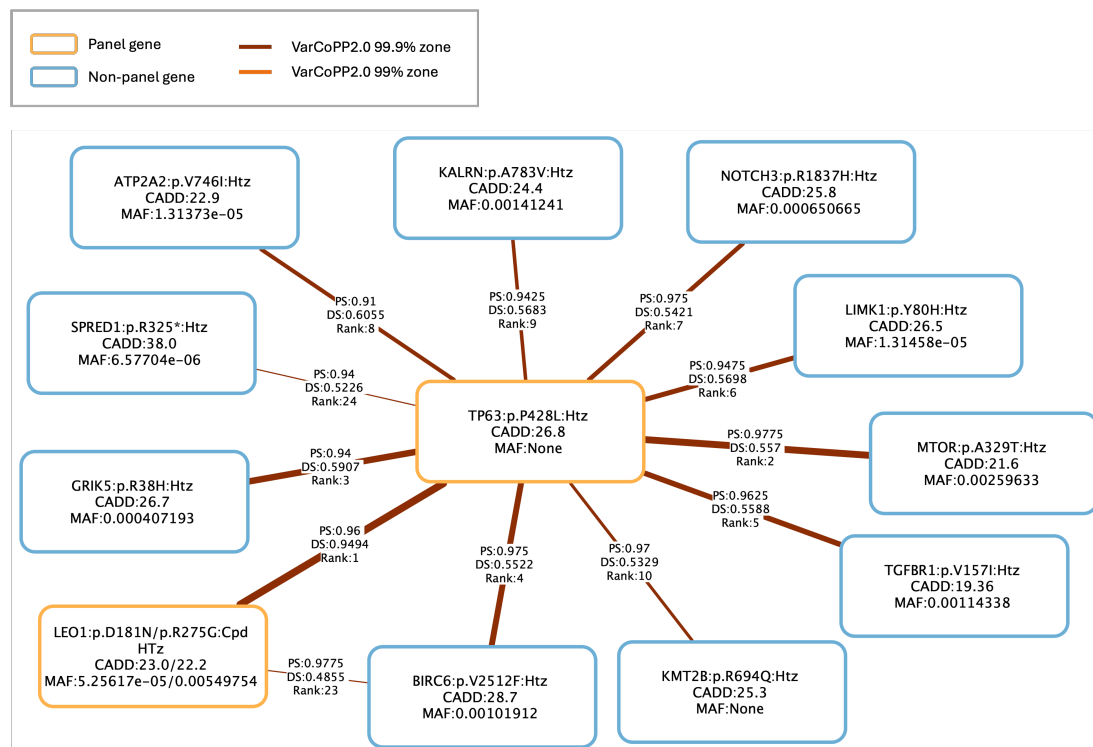 Panel gene
Non-panel gene
VarCoPP2.0 99.9% zone
VarCoPP2.0 99% zone
ATP2A2:p.V746I:Htz
CADD:22.9
MAF:1.31373e-05
KALRN:p.A783V:Htz
CADD:24.4
MAF:0.00141241
NOTCH3:p.R1837H:Htz
CADD:25.8
MAF:0.000650665
PS:0.91
DS:0.6055
Rank:8
PS:0.9425
DS:0.5683
Rank:9
PS:0.975
DS:0.5421
Rank:7
SPRED1:p.R325*:Htz
CADD:38.0
MAF:6.57704e-06
LIMK1:p.Y80H:Htz
CADD:26.5
MAF:1.31458e-05
PS:0.94
DS:0.5226
Rank:24
PS:0.9475
DS:0.5698
Rank:6
TP63:p.P428L:Htz
CADD:26.8
MAF:None
PS:0.9775
DS:0.557
Rank:2
MTOR:p.A329T:Htz
CADD:21.6
MAF:0.00259633
GRIK5:p.R38H:Htz
CADD:26.7
MAF:0.000407193
PS:0.94
DS:0.5907
Rank:3
PS:0.9625
DS:0.5588
Rank:5
PS:0.96
DS:0.9494
Rank:1
PS:0.975
DS:0.5522
Rank:4
PS:0.97
DS:0.5329
Rank:10
TGFBR1:p.V157I:Htz
CADD:19.36
MAF:0.00114338
LEO1:p.D181N/p.R275G:Cpd
HTz
CADD:23.0/22.2
MAF:5.25617e-05/0.00549754
PS:0.9775
DS:0.4855
Rank:23
BIRC6:p.V2512F:Htz
CADD:28.7
MAF:0.00101912
KMT2B:p.R694Q:Htz
CADD:25.3
MAF:None